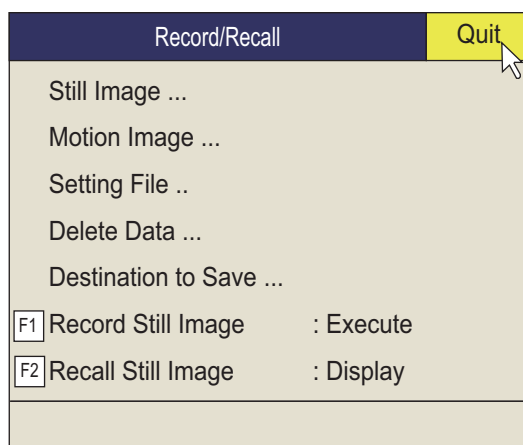 Record/Recall Quit
Still Image ...
Motion Image ...
Setting File ..
Delete Data ...
Destination to Save ...
F1 Record Still Image : Execute
F2 Recall Still Image : Display